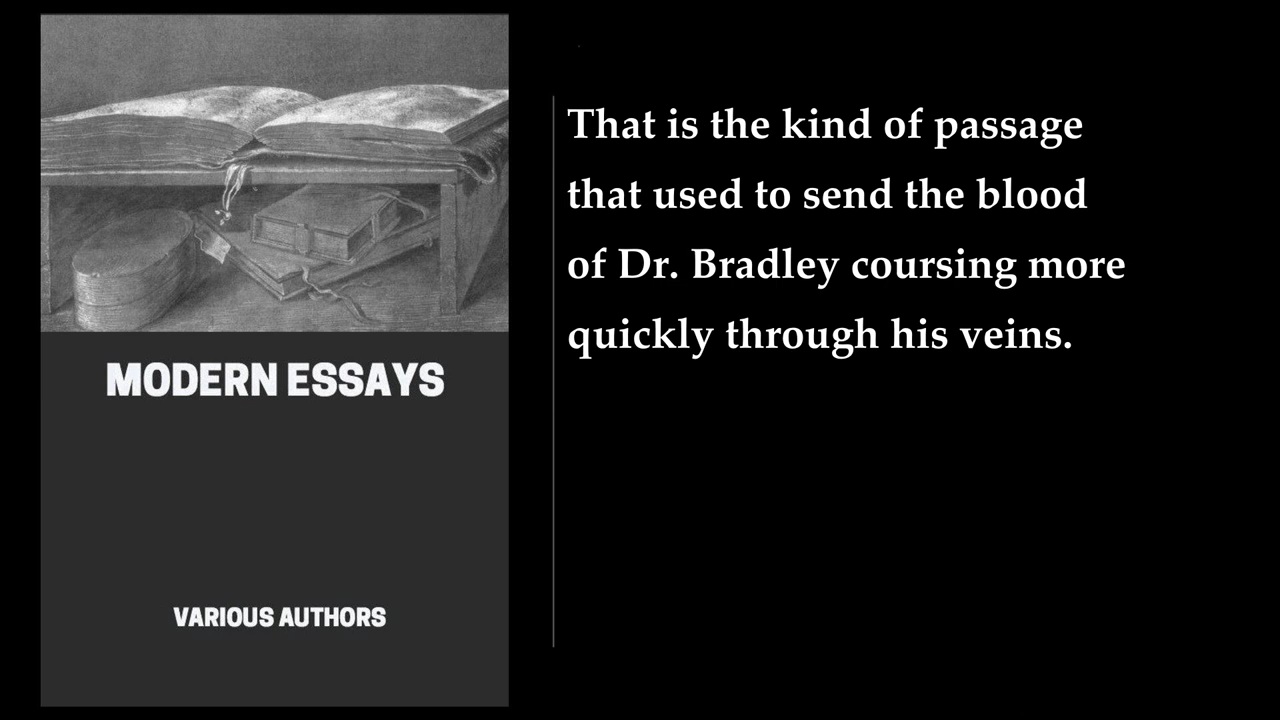 MODERN ESSAYS
VARIOUS AUTHORS
That is the kind of passage
that used to send the blood
of Dr. Bradley coursing more
quickly through his veins.